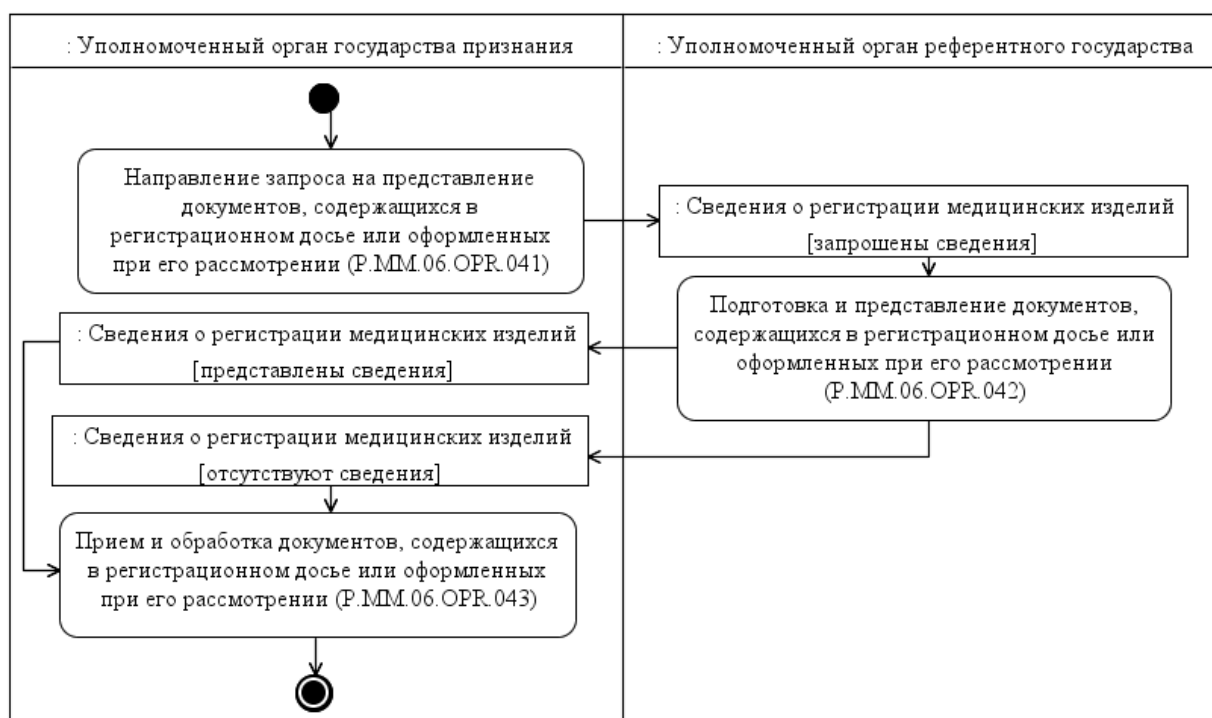 : Уполномоченный орган государства признания
: Уполномоченный орган референтного государства
Направление запроса на представление
документов, содержащихся в
регистрационном досье или оформленных
при его рассмотрении (P.MM.06.OPR.041)
: Сведения о регистрации медицинских изделий
[запрошены сведения]
Подготовка и представление документов,
содержащихся в регистрационном досье или
оформленных при его рассмотрении
(P.MM.06.OPR.042)
: Сведения о регистрации медицинских изделий
[представлены сведения]
: Сведения о регистрации медицинских изделий
[отсутствуют сведения]
Прием и обработка документов, содержащихся
в регистрационном досье или оформленных
при его рассмотрении (P.MM.06.OPR.043)